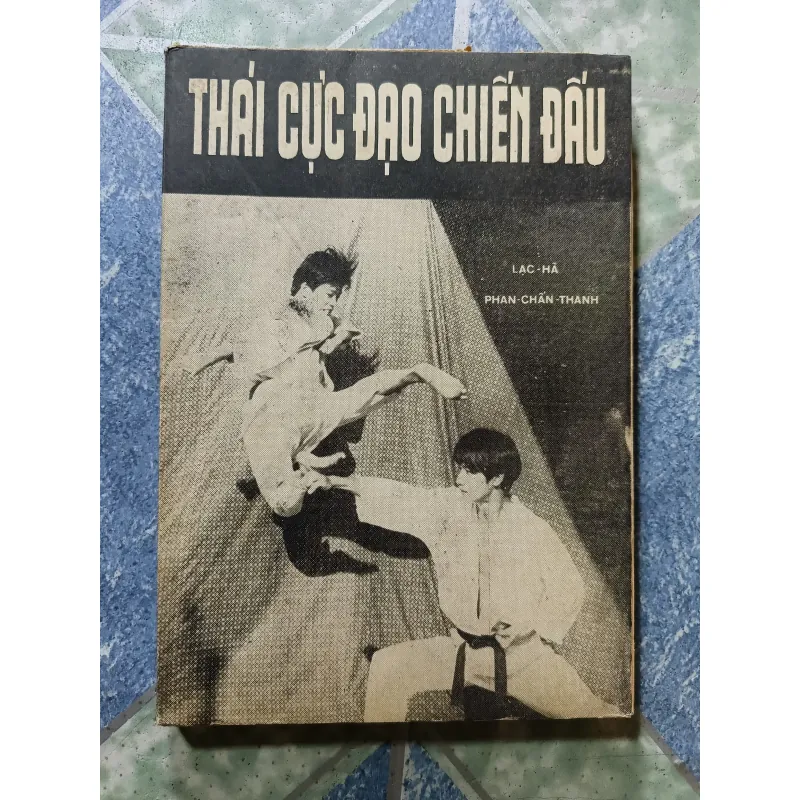 THÁI CỰC ĐẠO CHIẾN ĐẤU
LẠC-HÀ
PHAN-CHẤN-THANH